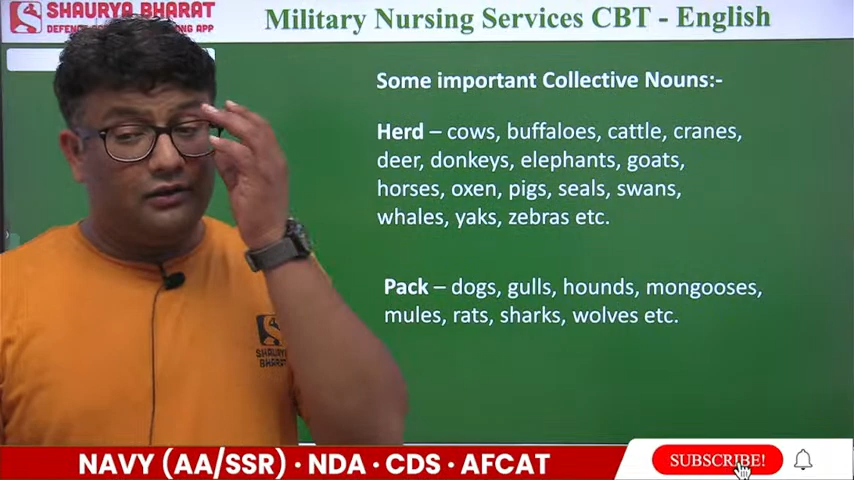 SHAURYA BHARAT
Military Nursing Services CBT - English
Some important Collective Nouns:-
Herd – cows, buffaloes, cattle, cranes,
deer, donkeys, elephants, goats,
horses, oxen, pigs, seals, swans,
whales, yaks, zebras etc.
Pack – dogs, gulls, hounds, mongooses,
mules, rats, sharks, wolves etc.
SHAURYA
BHARAT
NAVY (AA/SSR) · NDA · CDS · AFCAT
SUBSCRIBE!